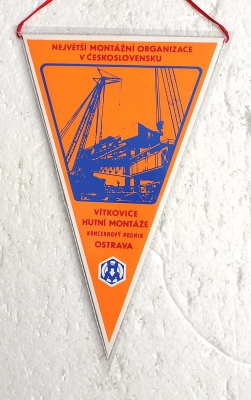 NEJVĚTŠÍ MONTÁŽNÍ ORGANIZACE
V ČESKOSLOVENSKU
VÍTKOVICE
HUTNÍ MONTÁŽE
KONCERNOVÝ PODNIK
OSTRAVA